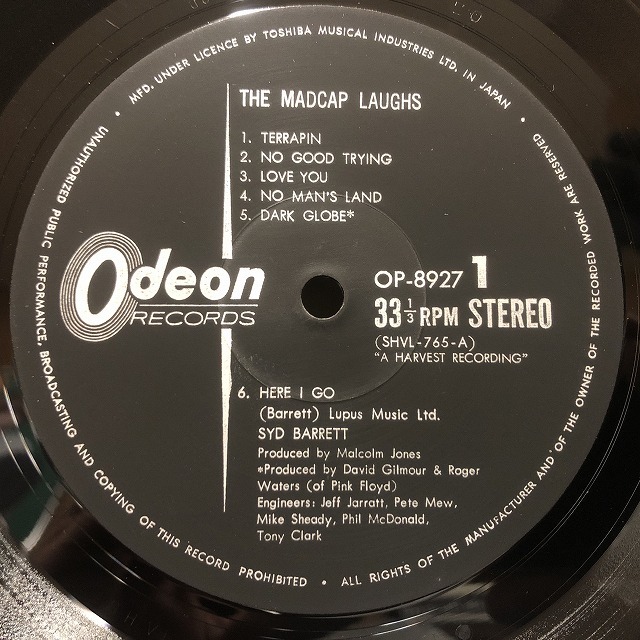 • MFD. UNDER LICENCE BY TOSHIBA MUSICAL INDUSTRIES LTD. IN JAPAN •
THE MADCAP LAUGHS
1. TERRAPIN
2. NO GOOD TRYING
3. LOVE YOU
4. NO MAN'S LAND
5. DARK GLOBE*
Odeon
RECORDS
OP-8927 1
33 1/3 RPM STEREO
(SHVL-765-A)
"A HARVEST RECORDING"
6. HERE I GO
(Barrett) Lupus Music Ltd.
SYD BARRETT
Produced by Malcolm Jones
*Produced by David Gilmour & Roger
Waters (of Pink Floyd)
Engineers: Jeff Jarratt, Pete Mew,
Mike Sheady, Phil McDonald,
Tony Clark
UNAUTHORIZED PUBLIC PERFORMANCE, BROADCASTING AND COPYING OF THIS RECORD PROHIBITED • ALL RIGHTS OF THE MANUFACTURER AND OF THE OWNER OF THE RECORDED WORK ARE RESERVED.